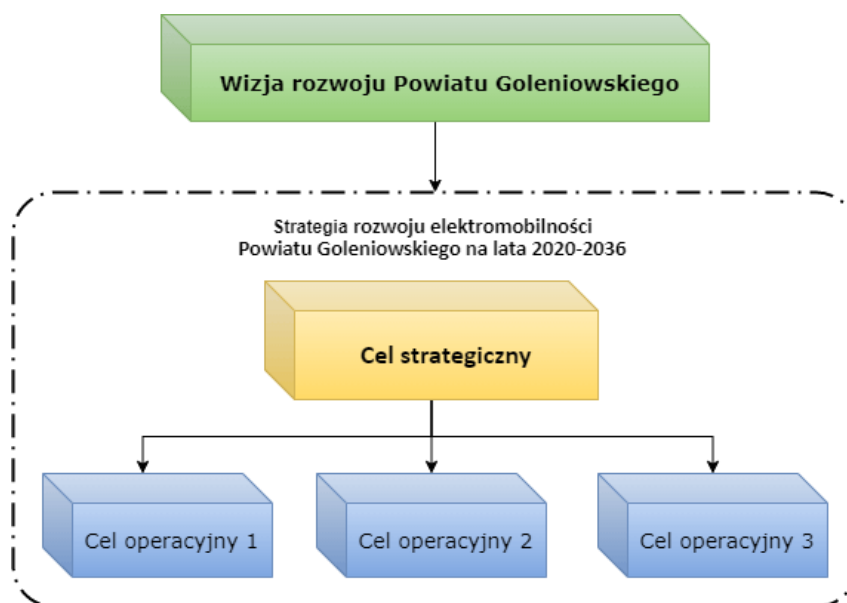 Wizja rozwoju Powiatu Goleniowskiego
Strategia rozwoju elektromobilności
Powiatu Goleniowskiego na lata 2020-2036
Cel strategiczny
Cel operacyjny 1
Cel operacyjny 2
Cel operacyjny 3